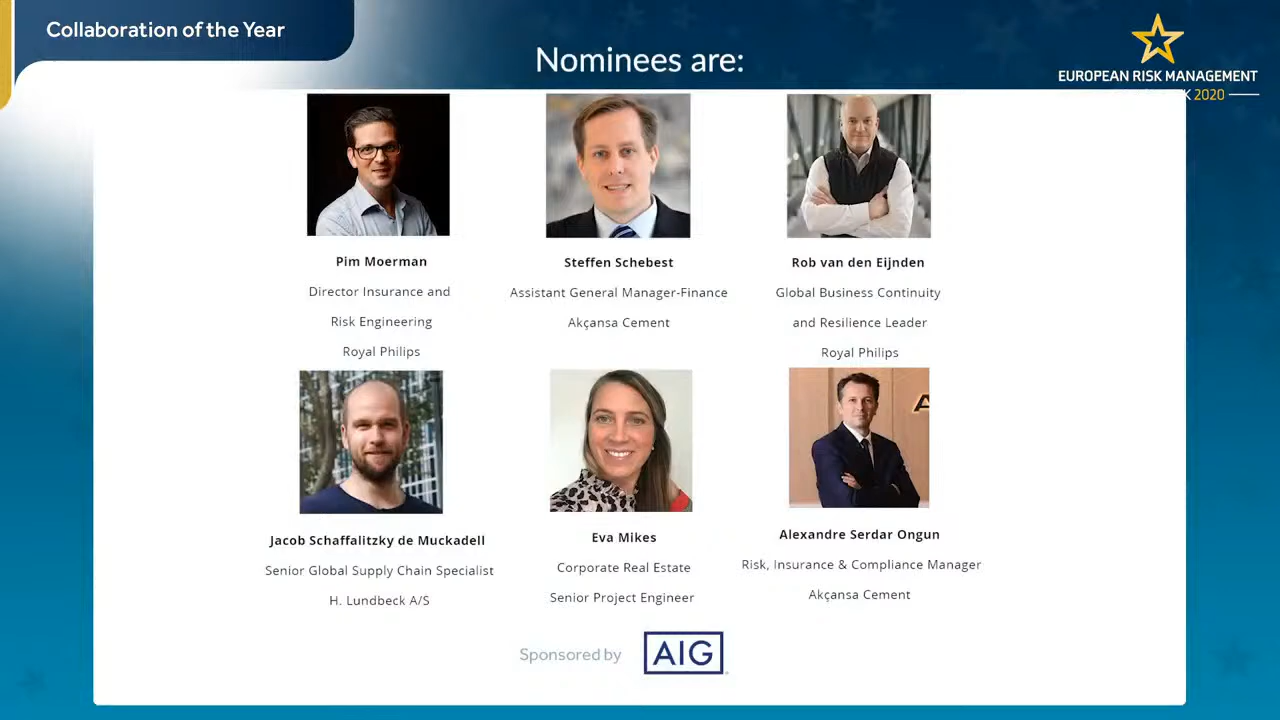 Collaboration of the Year
Nominees are:
EUROPEAN RISK MANAGEMENT
K 2020
Pim Moerman
Director Insurance and
Risk Engineering
Royal Philips
Steffen Schebest
Assistant General Manager-Finance
Akçansa Cement
Rob van den Eijnden
Global Business Continuity
and Resilience Leader
Royal Philips
Jacob Schaffalitzky de Muckadell
Senior Global Supply Chain Specialist
H. Lundbeck A/S
Eva Mikes
Corporate Real Estate
Senior Project Engineer
A
Alexandre Serdar Ongun
Risk, Insurance & Compliance Manager
Akçansa Cement
Sponsored by
AIG